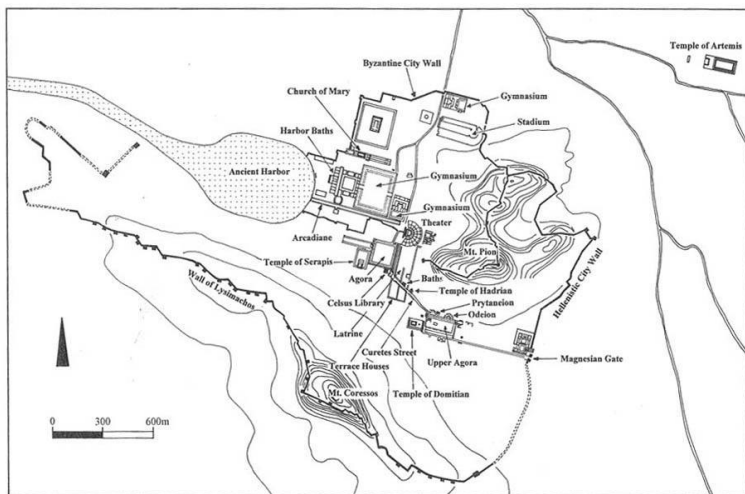 Temple of Artemis
Byzantine City Wall
Gymnasium
Church of Mary
Stadium
Harbor Baths
Ancient Harbor
Gymnasium
Gymnasium
Theater
Arcadiane
Mt. Pion
Temple of Serapis
Agora
Baths
Temple of Hadrian
Hellenistic City Wall
Wall of Lysimachos
Celsus Library
Prytaneion
Odeion
Latrine
Curetes Street
Upper Agora
Terrace Houses
Magnesian Gate
Mt. Coressos
Temple of Domitian
0 300 600m